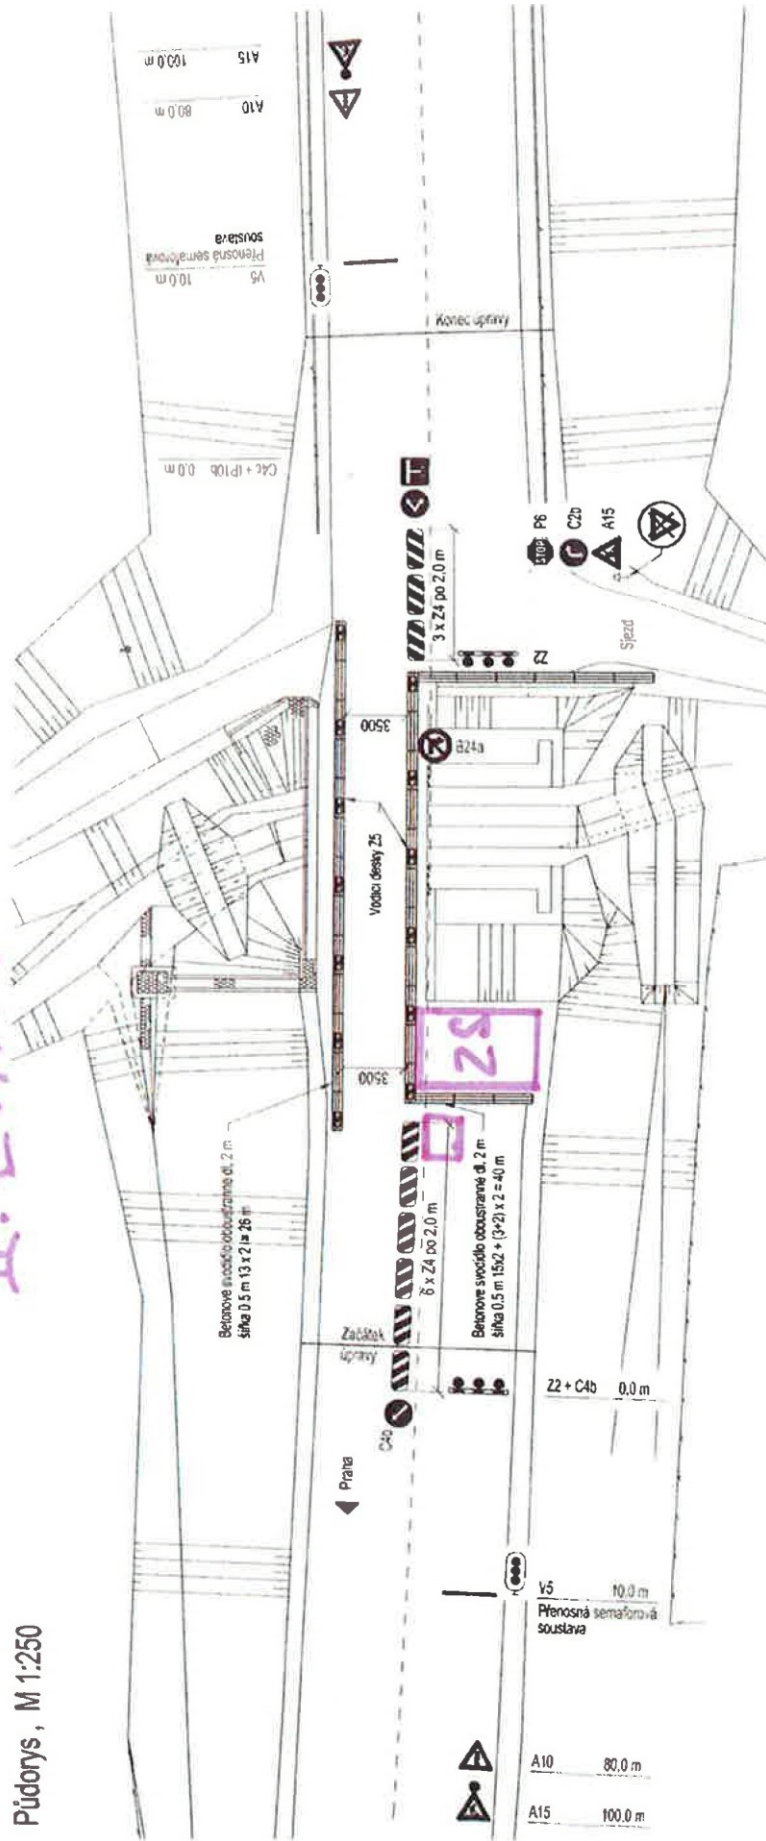 Půdorys, M 1:250
A15 100,0 m
A10 80,0 m
V5 10,0 m
Přenosná semaforová
soustava
Konec úpravy
C4c + IP10b 0,0 m
3 x Z4 po 2,0 m
STOP P6
C2b
A15
Sjezd
Z2
3500
B24a
Vodicí desky Z5
ZS
3500
Betonové svodidlo oboustranné dl. 2 m
šířka 0,5 m 13 x 2 = 26 m
6 x Z4 po 2,0 m
Betonové svodidlo oboustranné dl. 2 m
šířka 0,5 m 15x2 + (3+2) x 2 = 40 m
Začátek
úpravy
C4b
Z2 + C4b 0,0 m
Praha
V5 10,0 m
Přenosná semaforová
soustava
A10 80,0 m
A15 100,0 m